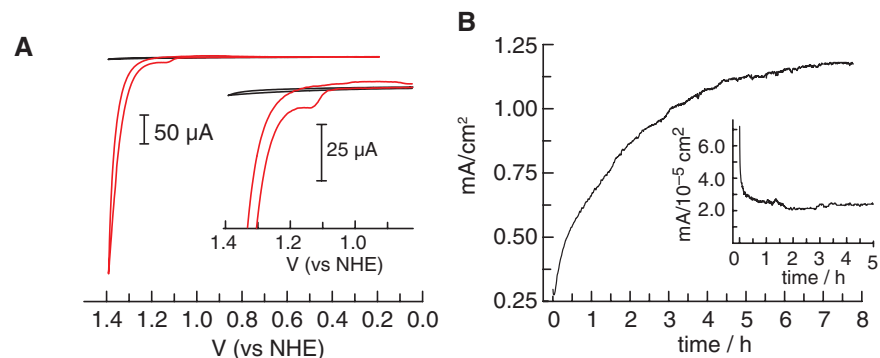 A
50 µA
25 µA
1.4 1.2 1.0
V (vs NHE)
1.4 1.2 1.0 0.8 0.6 0.4 0.2 0.0
V (vs NHE)
B
mA/cm²
1.25
1.00
0.75
0.50
0.25
0 1 2 3 4 5 6 7 8
time / h
mA/10⁻⁵ cm²
6.0
4.0
2.0
0 1 2 3 4 5
time / h